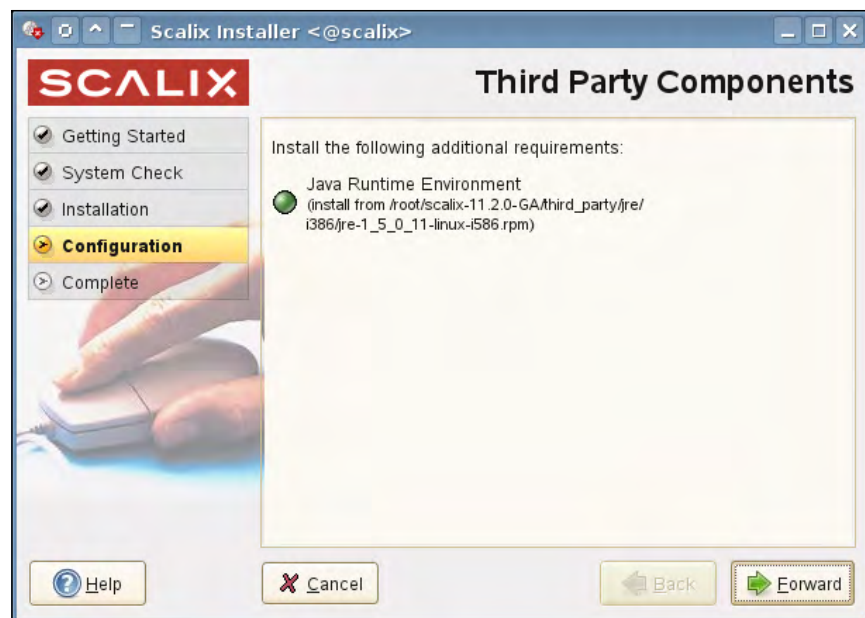 Scalix Installer <@scalix>
SCALIX
Third Party Components
Getting Started
System Check
Installation
Configuration
Complete
Install the following additional requirements:
Java Runtime Environment
(install from /root/scalix-11.2.0-GA/third_party/jre/
i386/jre-1_5_0_11-linux-i586.rpm)
Help
Cancel
Back
Forward